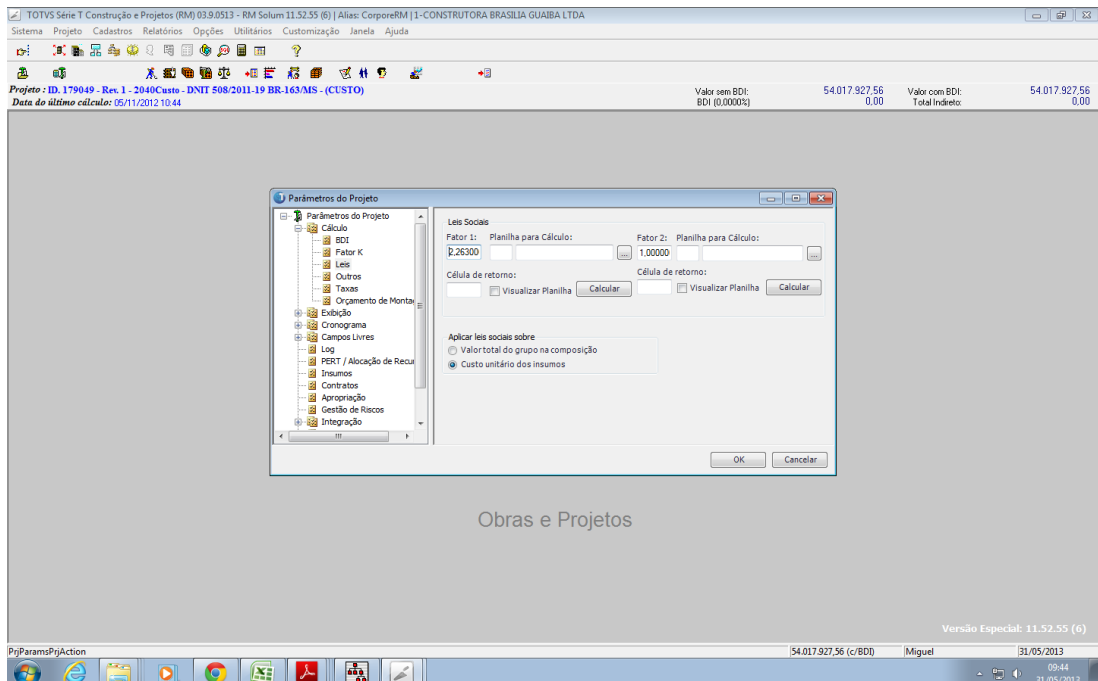 TOTVS Série T Construção e Projetos (RM) 03.9.0513 - RM Solum 11.52.55 (6) | Alias: CorporeRM | 1-CONSTRUTORA BRASILIA GUAIBA LTDA
Sistema Projeto Cadastros Relatórios Opções Utilitários Customização Janela Ajuda
Projeto : ID. 179049 - Rev. 1 - 2040Custo - DNIT 508/2011-19 BR-163/MS - (CUSTO) Valor sem BDI: 54.017.927,56 Valor com BDI: 54.017.927,56
Data do último cálculo: 05/11/2012 10:44 BDI (0,0000%) 0,00 Total Indireto: 0,00
Parâmetros do Projeto
Parâmetros do Projeto
Cálculo
BDI
Fator K
Leis
Outros
Taxas
Orçamento de Monta
Exibição
Cronograma
Campos Livres
Log
PERT / Alocação de Recur
Insumos
Contratos
Apropriação
Gestão de Riscos
Integração
Leis Sociais
Fator 1: Planilha para Cálculo: Fator 2: Planilha para Cálculo:
2,26300 ... 1,00000 ...
Célula de retorno: Célula de retorno:
Visualizar Planilha Calcular Visualizar Planilha Calcular
Aplicar leis sociais sobre
Valor total do grupo na composição
Custo unitário dos insumos
OK Cancelar
Obras e Projetos
Versão Especial: 11.52.55 (6)
PrjParamsPrjAction 54.017.927,56 (c/BDI) Miguel 31/05/2013
09:44
31/05/2013